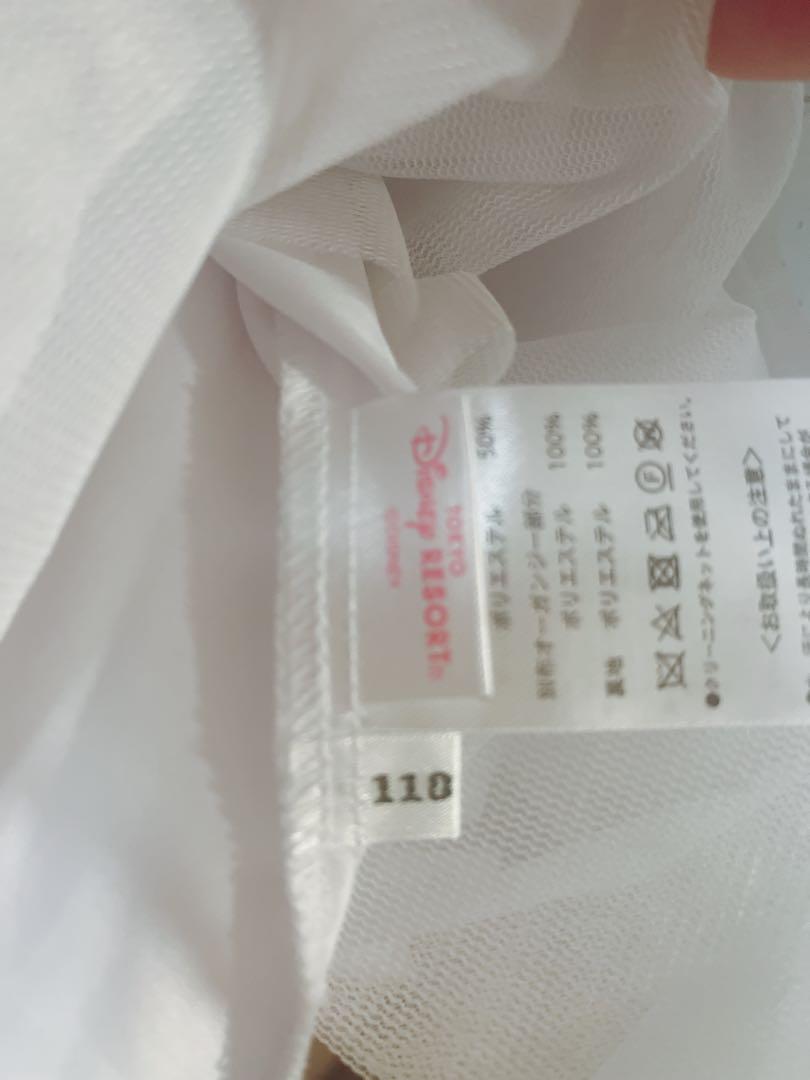 TOKYO
Disney RESORT®
©DISNEY
ポリエステル 50%
別布オーガンジー部分
ポリエステル 100%
裏地 ポリエステル 100%
●クリーニングネットを使用してください。
<お取扱い上の注意>
110